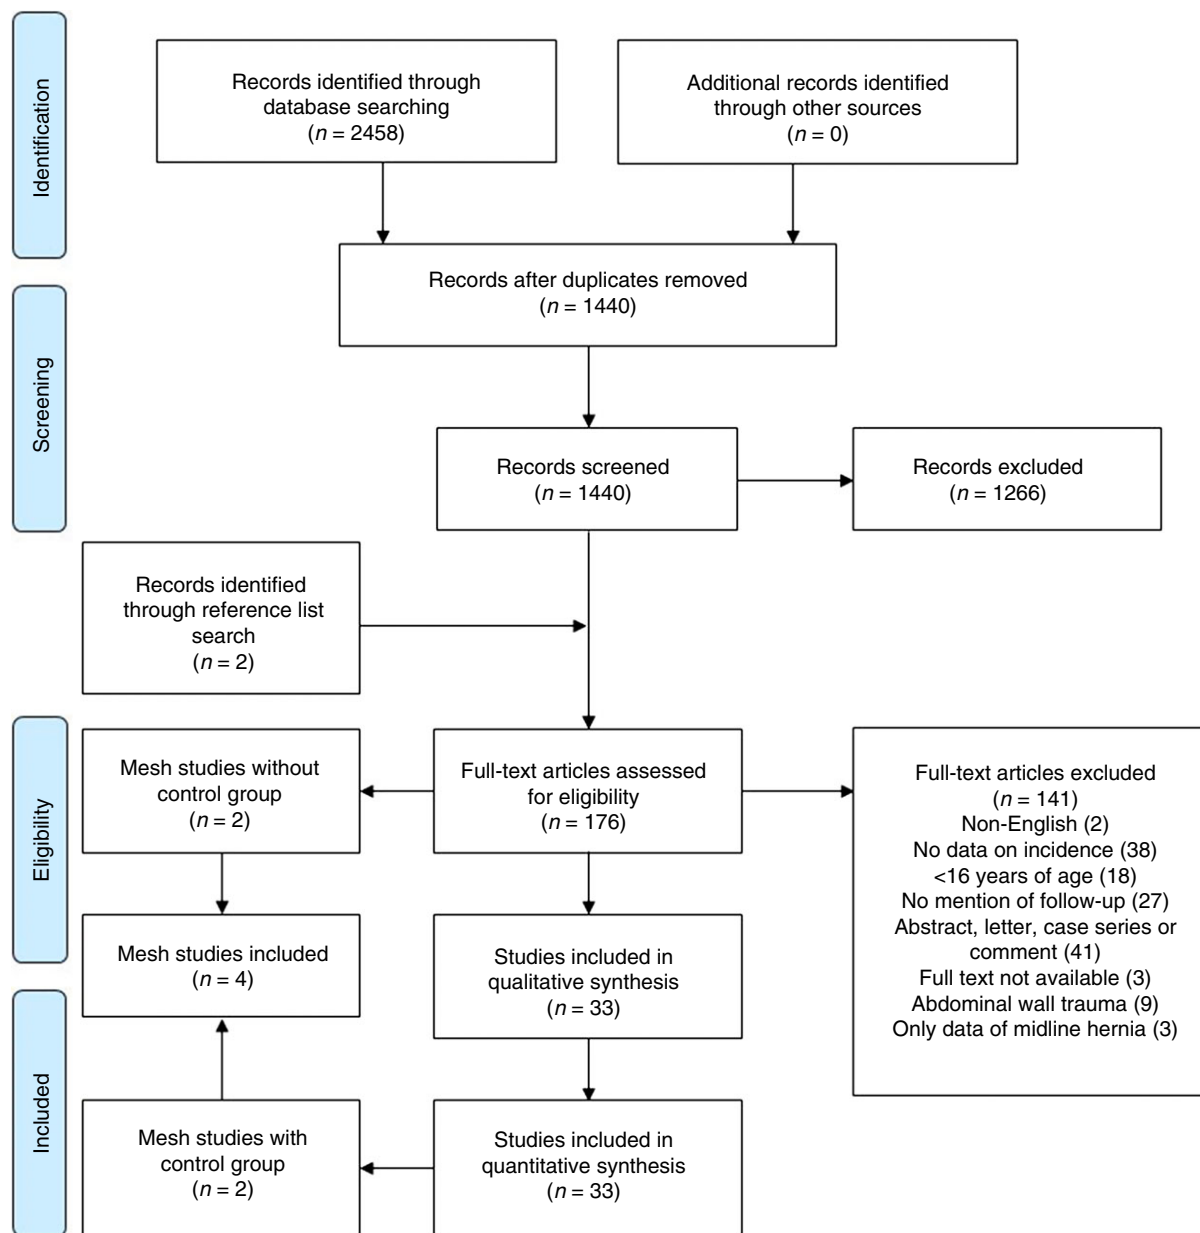 Identification
Records identified through
database searching
(n = 2458)
Additional records identified
through other sources
(n = 0)
Records after duplicates removed
(n = 1440)
Screening
Records screened
(n = 1440)
Records excluded
(n = 1266)
Records identified
through reference list
search
(n = 2)
Eligibility
Mesh studies without
control group
(n = 2)
Full-text articles assessed
for eligibility
(n = 176)
Full-text articles excluded
(n = 141)
Non-English (2)
No data on incidence (38)
<16 years of age (18)
No mention of follow-up (27)
Abstract, letter, case series or
comment (41)
Full text not available (3)
Abdominal wall trauma (9)
Only data of midline hernia (3)
Mesh studies included
(n = 4)
Studies included in
qualitative synthesis
(n = 33)
Included
Mesh studies with
control group
(n = 2)
Studies included in
quantitative synthesis
(n = 33)